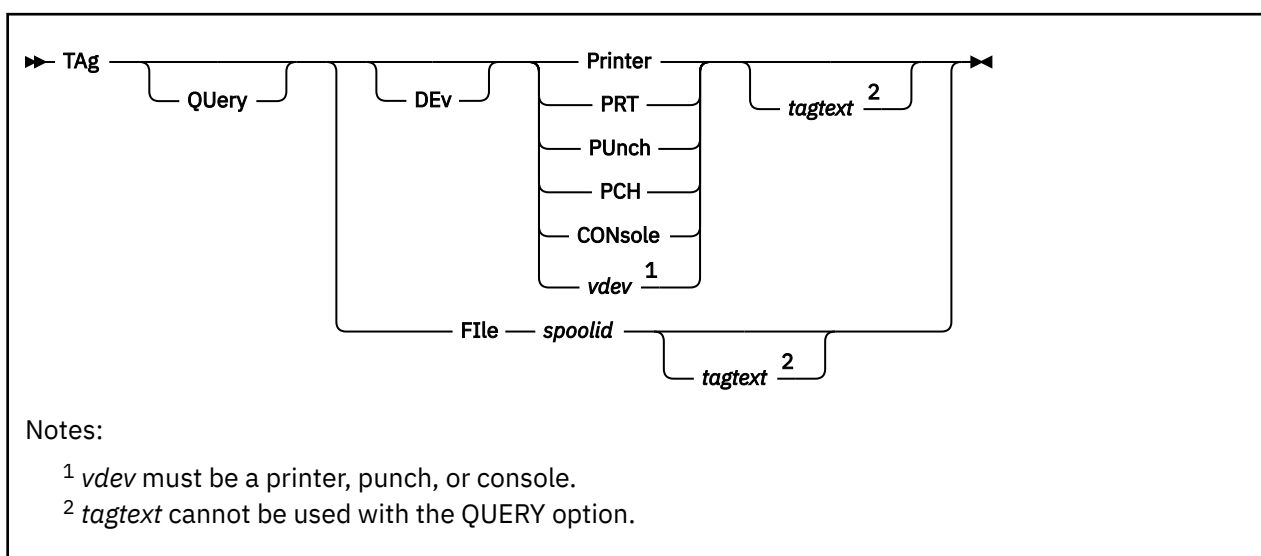 TAg Printer
QUery DEv PRT tagtext 2
PUnch
PCH
CONsole
vdev 1
FIle spoolid
tagtext 2
Notes:
1 vdev must be a printer, punch, or console.
2 tagtext cannot be used with the QUERY option.